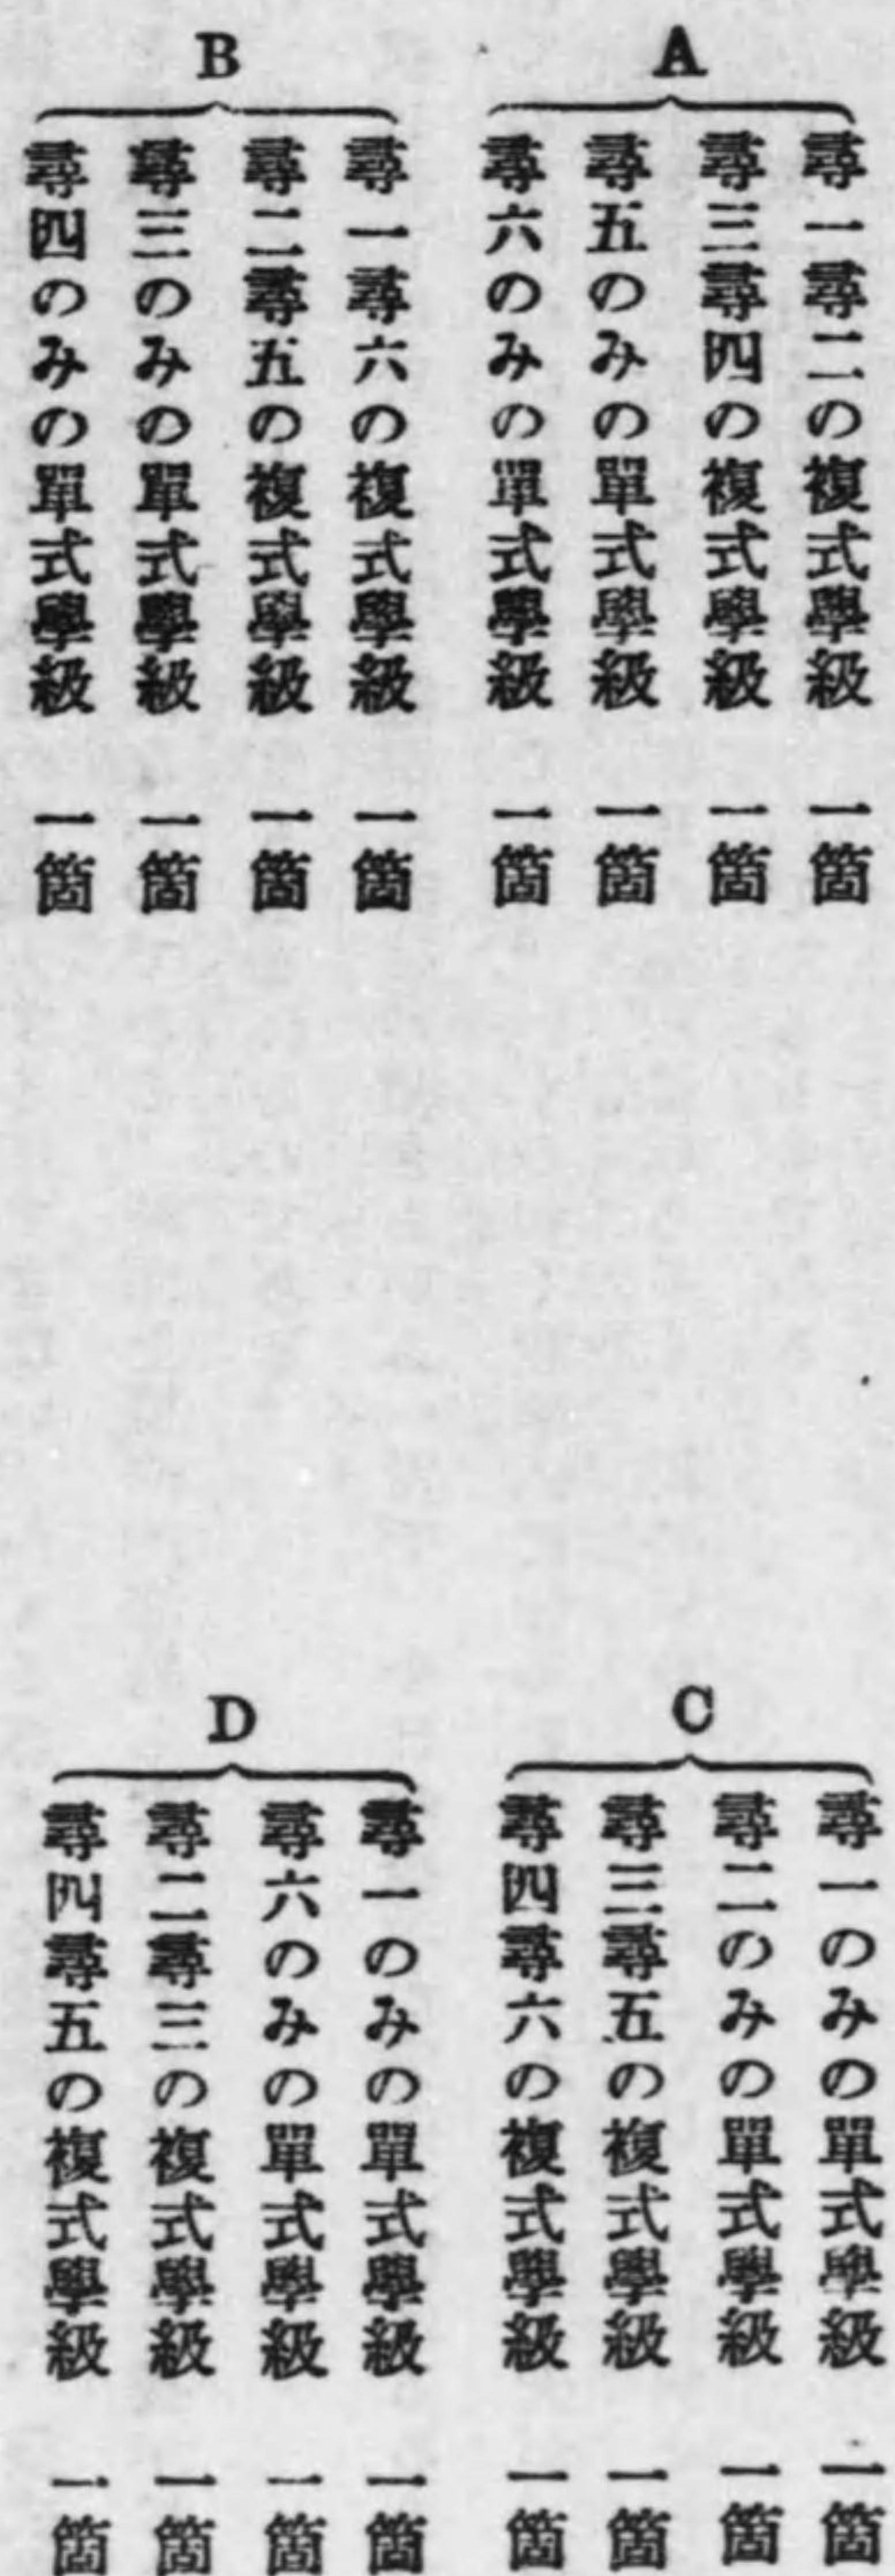 A
尋一尋二の複式學級 一箇
尋三尋四の複式學級 一箇
尋五のみの單式學級 一箇
尋六のみの單式學級 一箇
B
尋一尋六の複式學級 一箇
尋二尋五の複式學級 一箇
尋三のみの單式學級 一箇
尋四のみの單式學級 一箇
C
尋一のみの單式學級 一箇
尋二のみの單式學級 一箇
尋三尋五の複式學級 一箇
尋四尋六の複式學級 一箇
D
尋一のみの單式學級 一箇
尋六のみの單式學級 一箇
尋二尋三の複式學級 一箇
尋四尋五の複式學級 一箇